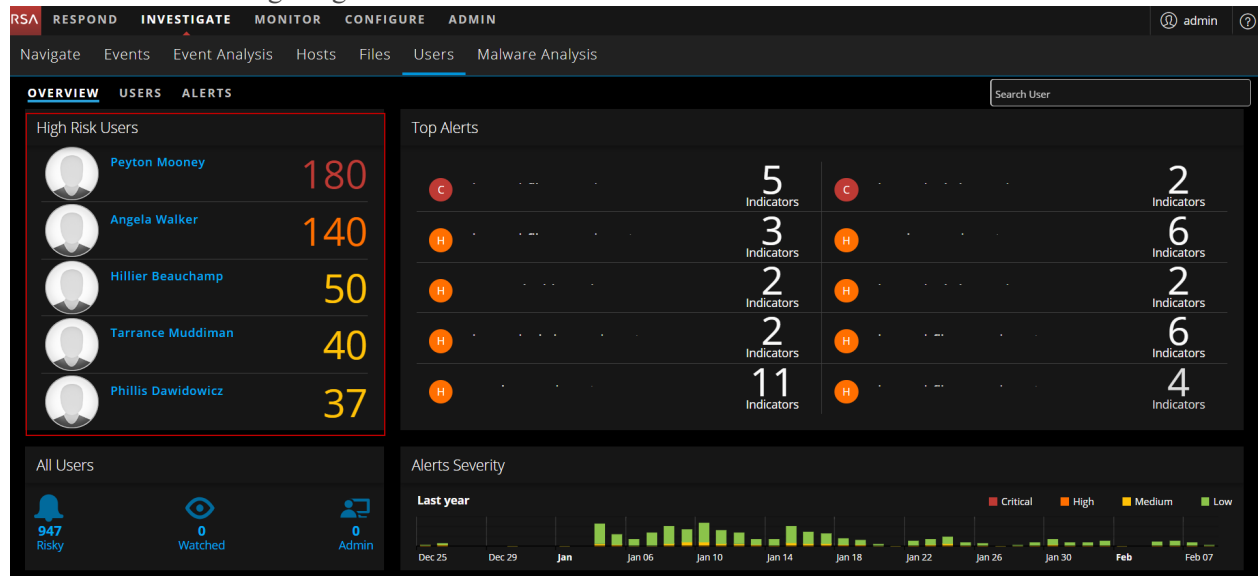 RSA RESPOND INVESTIGATE MONITOR CONFIGURE ADMIN admin ?
Navigate Events Event Analysis Hosts Files Users Malware Analysis
OVERVIEW USERS ALERTS Search User
High Risk Users
Peyton Mooney 180
Angela Walker 140
Hillier Beauchamp 50
Tarrance Muddiman 40
Phillis Dawidowicz 37
Top Alerts
C 5 Indicators C 2 Indicators
H 3 Indicators H 6 Indicators
H 2 Indicators H 2 Indicators
H 2 Indicators H 6 Indicators
H 11 Indicators H 4 Indicators
All Users
947 0 0
Risky Watched Admin
Alerts Severity
Last year Critical High Medium Low
Dec 25 Dec 29 Jan Jan 06 Jan 10 Jan 14 Jan 18 Jan 22 Jan 26 Jan 30 Feb Feb 07